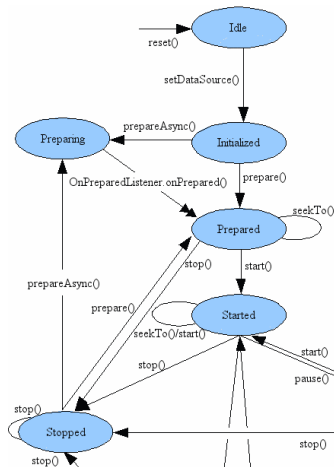 Idle
reset()
setDataSource()
prepareAsync()
Preparing
Initialized
OnPreparedListener.onPrepared()
prepare()
seekTo()
Prepared
stop()
start()
prepareAsync()
prepare()
Started
seekTo()/start()
stop()
start()
pause()
stop()
Stopped
stop()
stop()